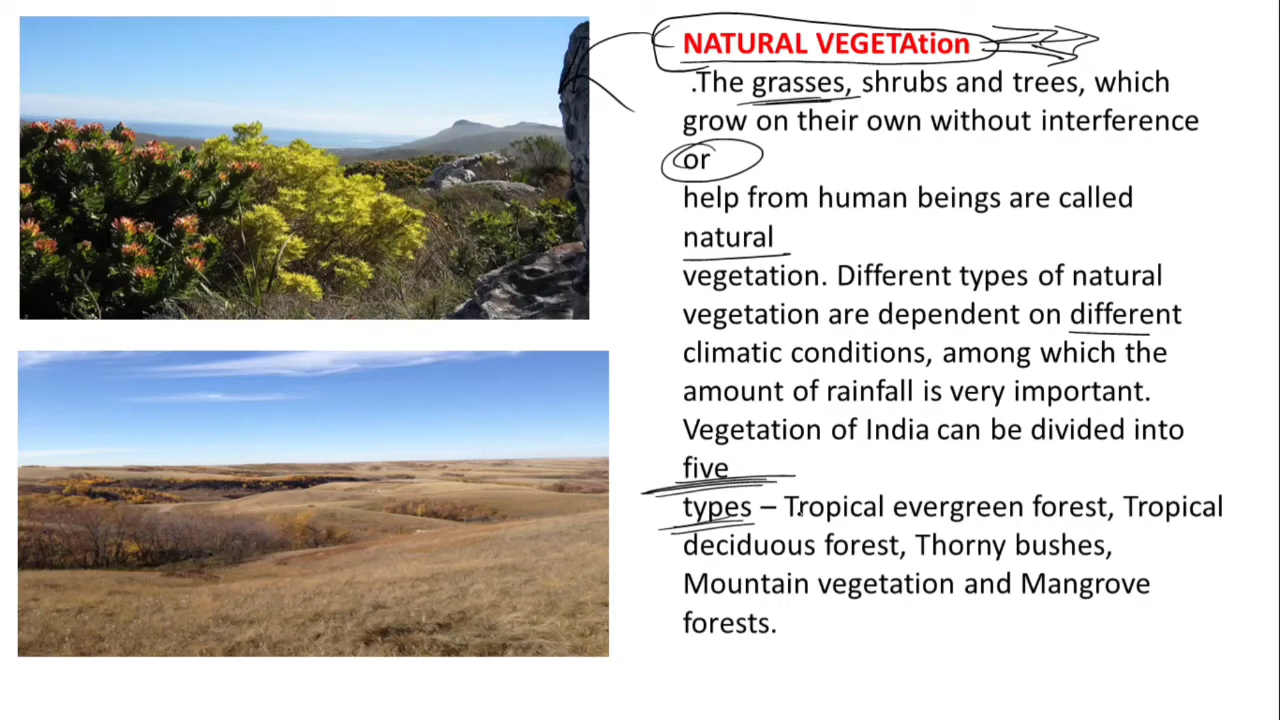 NATURAL VEGETAtion
.The grasses, shrubs and trees, which
grow on their own without interference
or
help from human beings are called
natural
vegetation. Different types of natural
vegetation are dependent on different
climatic conditions, among which the
amount of rainfall is very important.
Vegetation of India can be divided into
five
types – Tropical evergreen forest, Tropical
deciduous forest, Thorny bushes,
Mountain vegetation and Mangrove
forests.